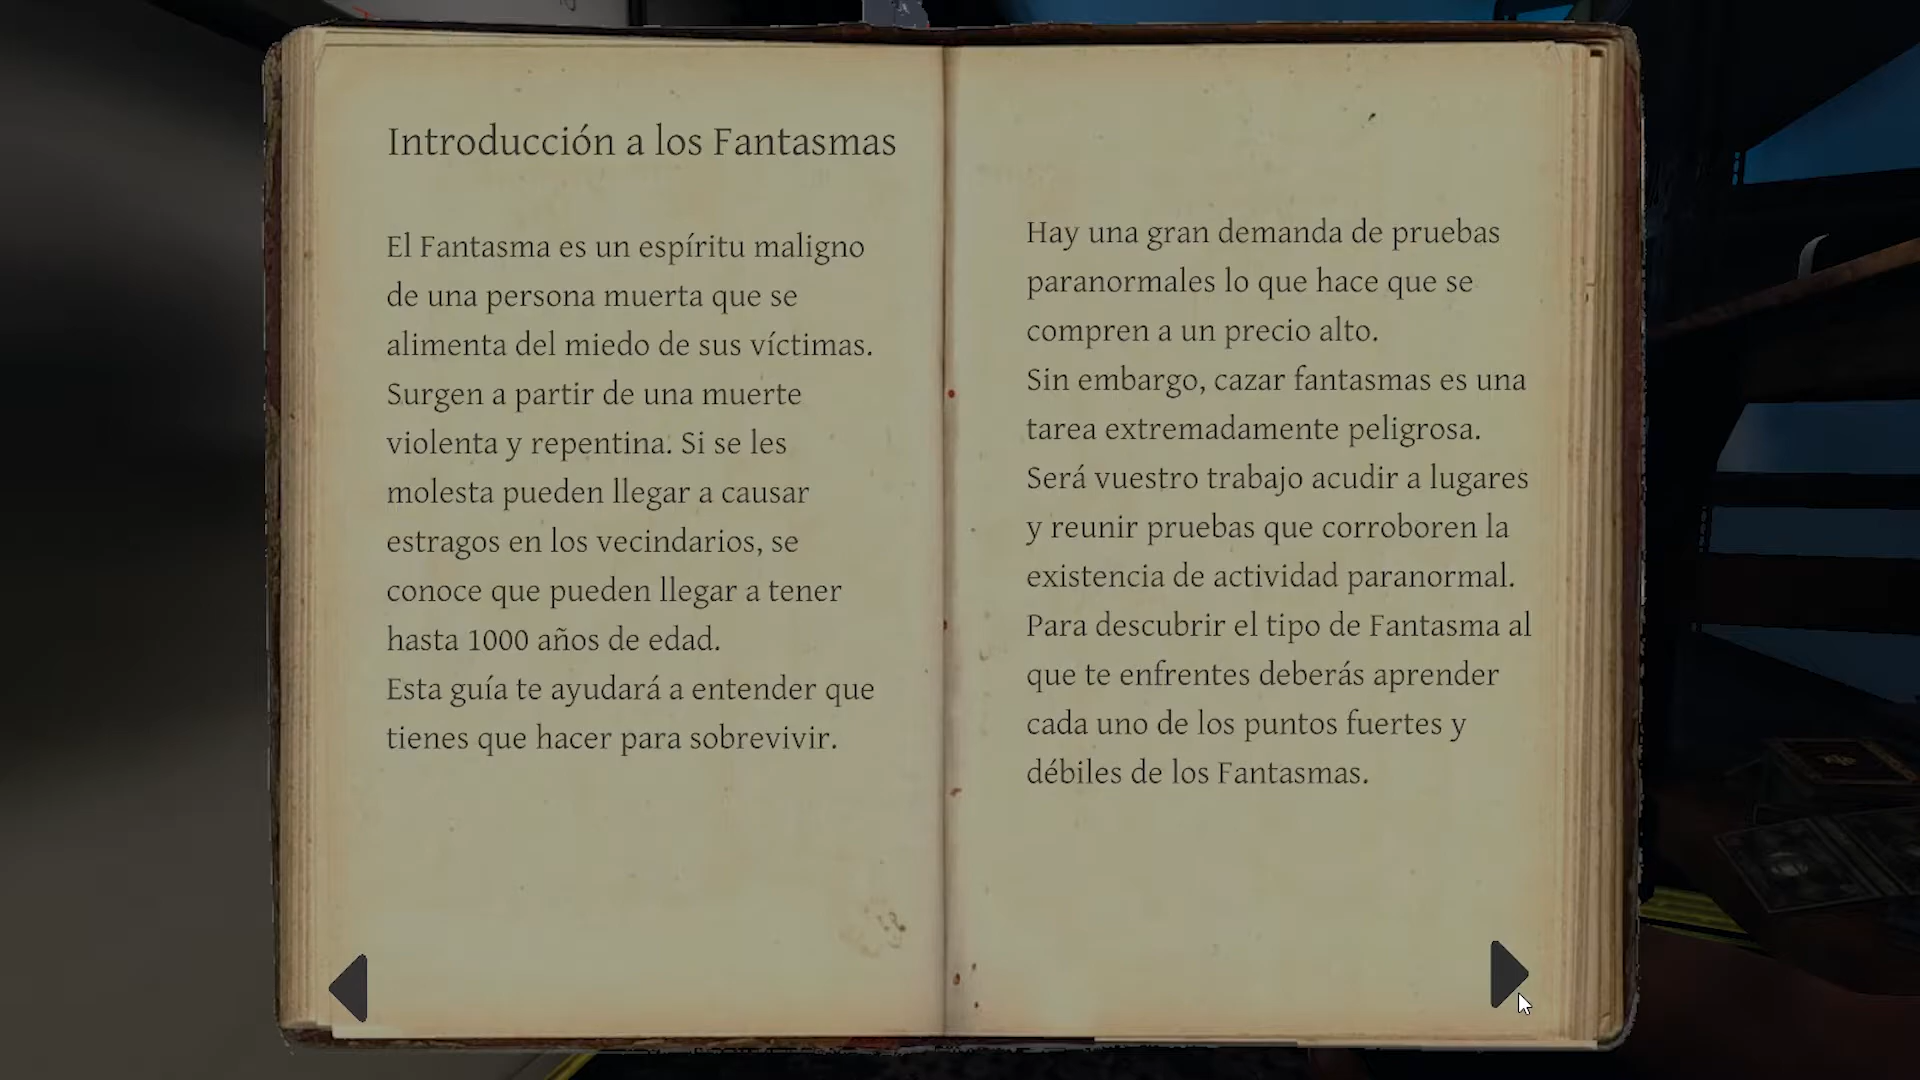 Introducción a los Fantasmas
El Fantasma es un espíritu maligno
de una persona muerta que se
alimenta del miedo de sus víctimas.
Surgen a partir de una muerte
violenta y repentina. Si se les
molesta pueden llegar a causar
estragos en los vecindarios, se
conoce que pueden llegar a tener
hasta 1000 años de edad.
Esta guía te ayudará a entender que
tienes que hacer para sobrevivir.
Hay una gran demanda de pruebas
paranormales lo que hace que se
compren a un precio alto.
Sin embargo, cazar fantasmas es una
tarea extremadamente peligrosa.
Será vuestro trabajo acudir a lugares
y reunir pruebas que corroboren la
existencia de actividad paranormal.
Para descubrir el tipo de Fantasma al
que te enfrentes deberás aprender
cada uno de los puntos fuertes y
débiles de los Fantasmas.